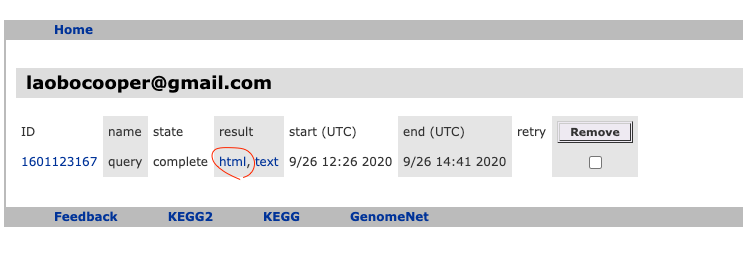 Home
laobocooper@gmail.com
ID name state result start (UTC) end (UTC) retry Remove
1601123167 query complete html, text 9/26 12:26 2020 9/26 14:41 2020
Feedback KEGG2 KEGG GenomeNet